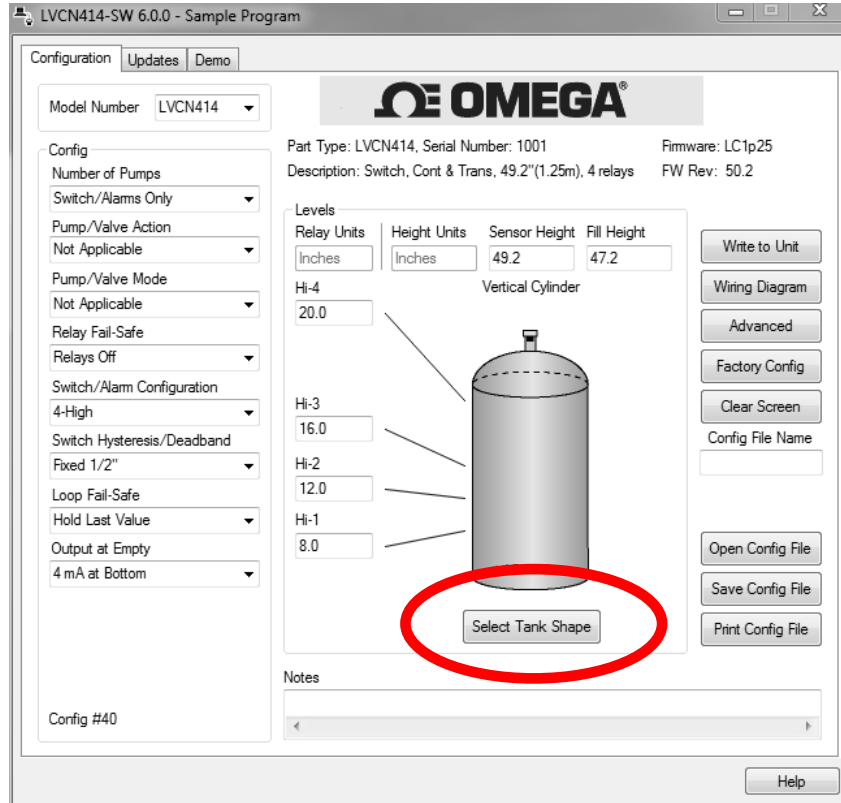 LVCN414-SW 6.0.0 - Sample Program
Configuration Updates Demo
Model Number LVCN414
Config
Number of Pumps
Switch/Alarms Only
Pump/Valve Action
Not Applicable
Pump/Valve Mode
Not Applicable
Relay Fail-Safe
Relays Off
Switch/Alarm Configuration
4-High
Switch Hysteresis/Deadband
Fixed 1/2"
Loop Fail-Safe
Hold Last Value
Output at Empty
4 mA at Bottom
Config #40
OMEGA®
Part Type: LVCN414, Serial Number: 1001 Firmware: LC1p25
Description: Switch, Cont & Trans, 49.2"(1.25m), 4 relays FW Rev: 50.2
Levels
Relay Units Height Units Sensor Height Fill Height
Inches Inches 49.2 47.2
Hi-4 Vertical Cylinder
20.0
Hi-3
16.0
Hi-2
12.0
Hi-1
8.0
Select Tank Shape
Write to Unit
Wiring Diagram
Advanced
Factory Config
Clear Screen
Config File Name
Open Config File
Save Config File
Print Config File
Notes
Help